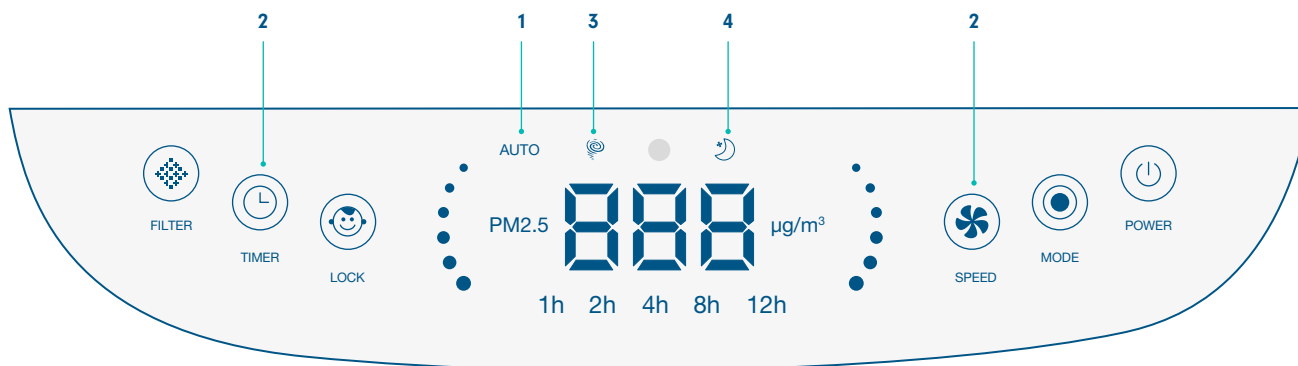 2 1 3 4 2
AUTO
FILTER
TIMER
LOCK
PM2.5 888 µg/m³
1h 2h 4h 8h 12h
SPEED
MODE
POWER